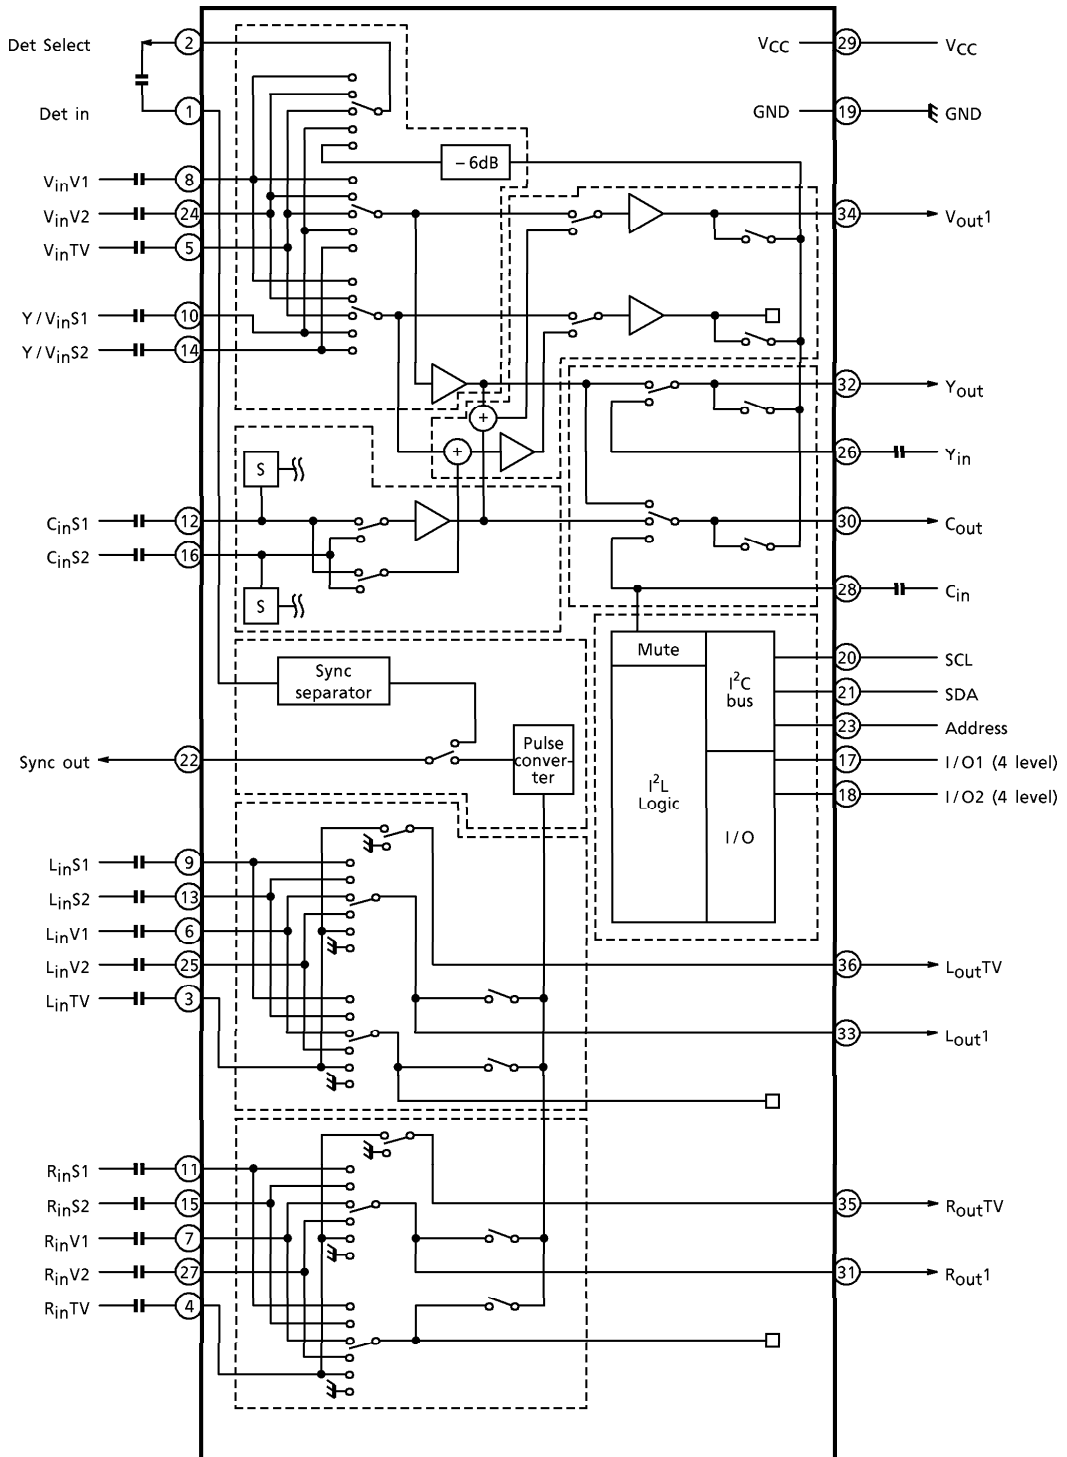 Det Select 2
Det in 1
VinV1 8
VinV2 24
VinTV 5
Y/VinS1 10
Y/VinS2 14
CinS1 12
CinS2 16
Sync out 22
LinS1 9
LinS2 13
LinV1 6
LinV2 25
LinTV 3
RinS1 11
RinS2 15
RinV1 7
RinV2 27
RinTV 4
– 6dB
+
+
S
S
Sync
separator
Pulse
conver-
ter
Mute
I²C
bus
I²L
Logic
I/O
VCC 29 VCC
GND 19 GND
34 Vout1
32 Yout
26 Yin
30 Cout
28 Cin
20 SCL
21 SDA
23 Address
17 I/O1 (4 level)
18 I/O2 (4 level)
36 LoutTV
33 Lout1
35 RoutTV
31 Rout1